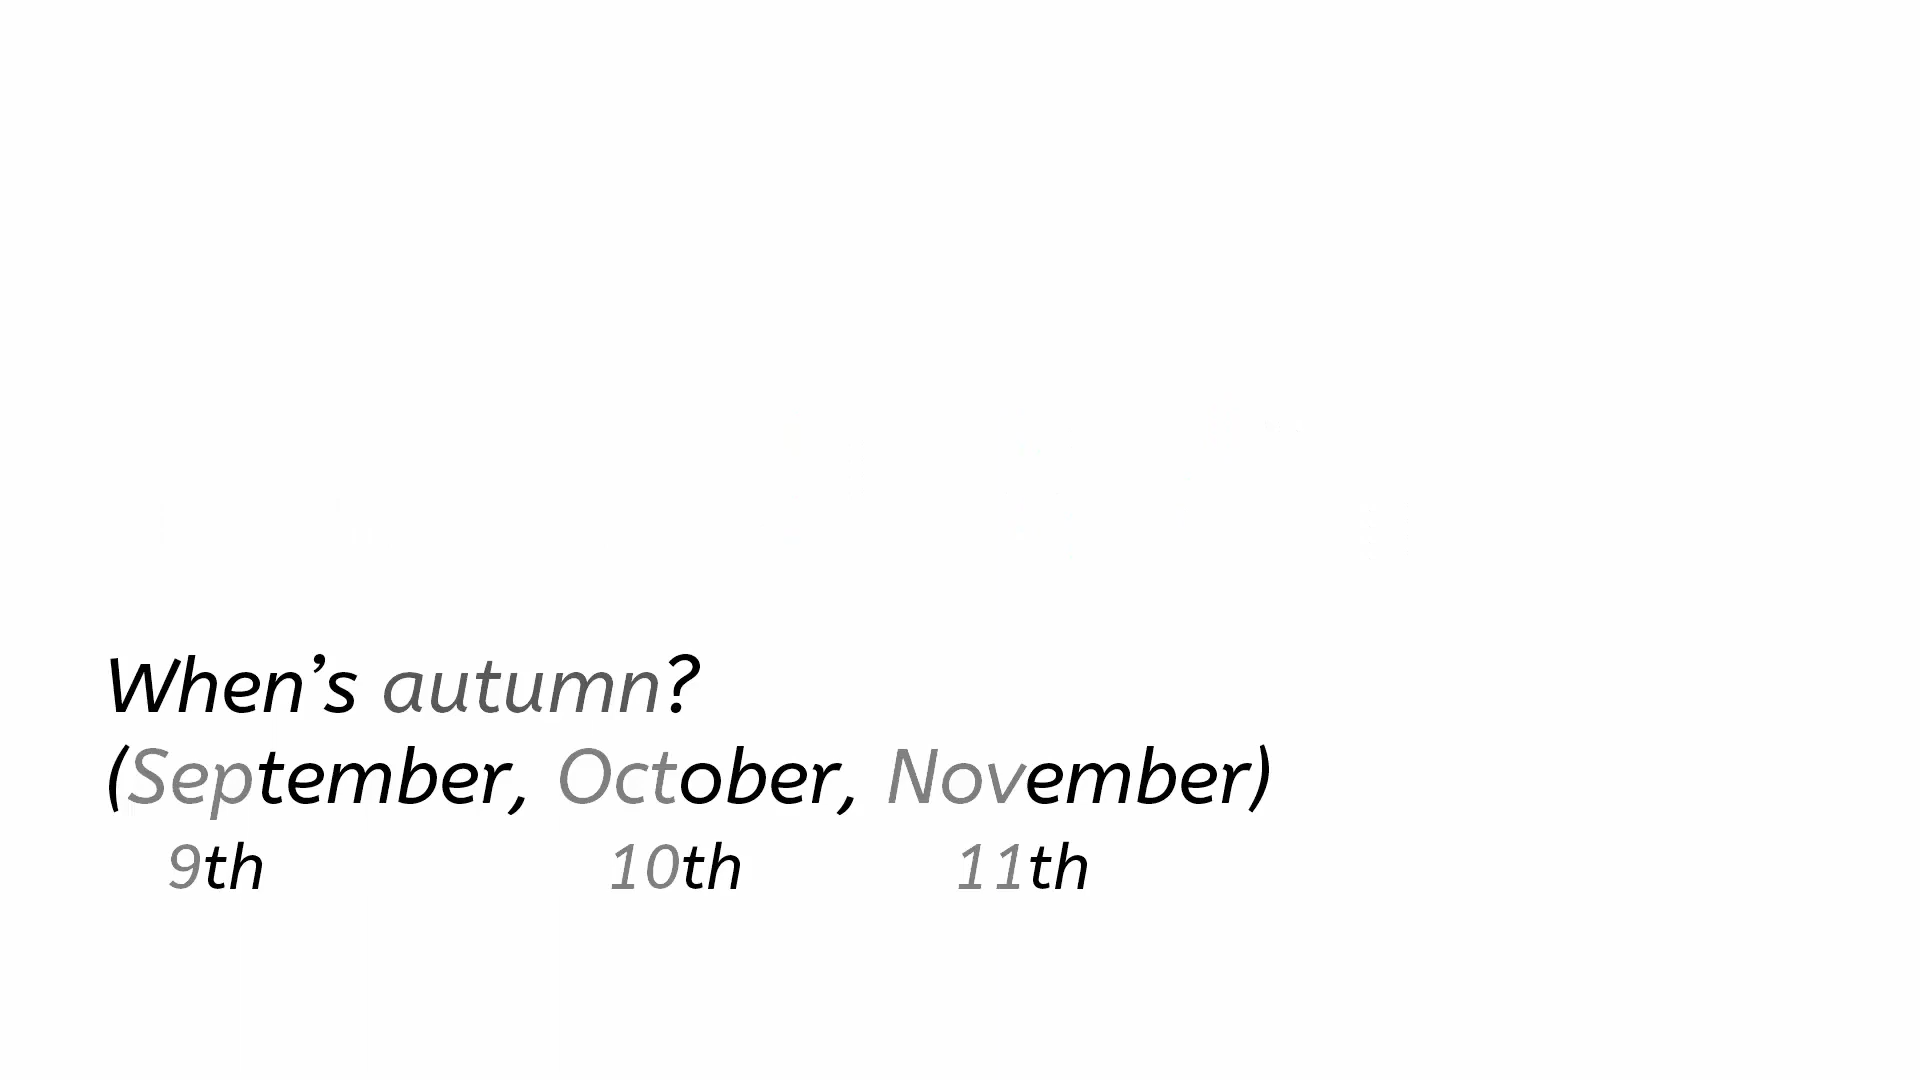 When’s autumn?
(September, October, November)
9th 10th 11th